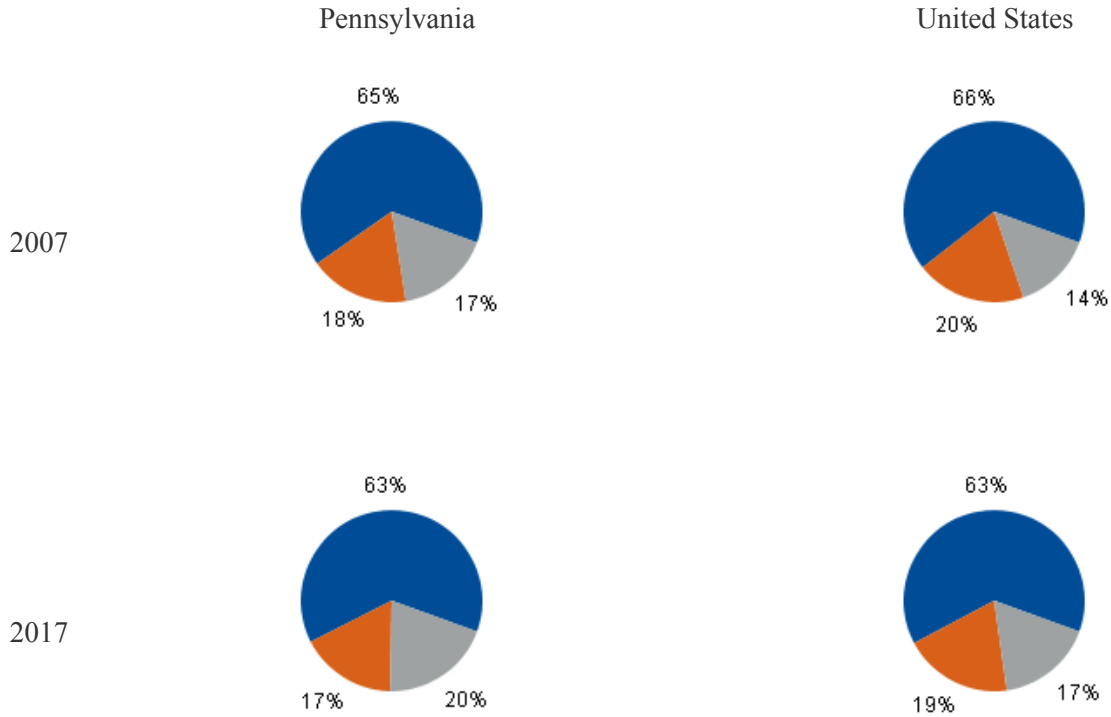 Pennsylvania United States
65% 66%
2007
18% 17% 20% 14%
63% 63%
2017
17% 20% 19% 17%